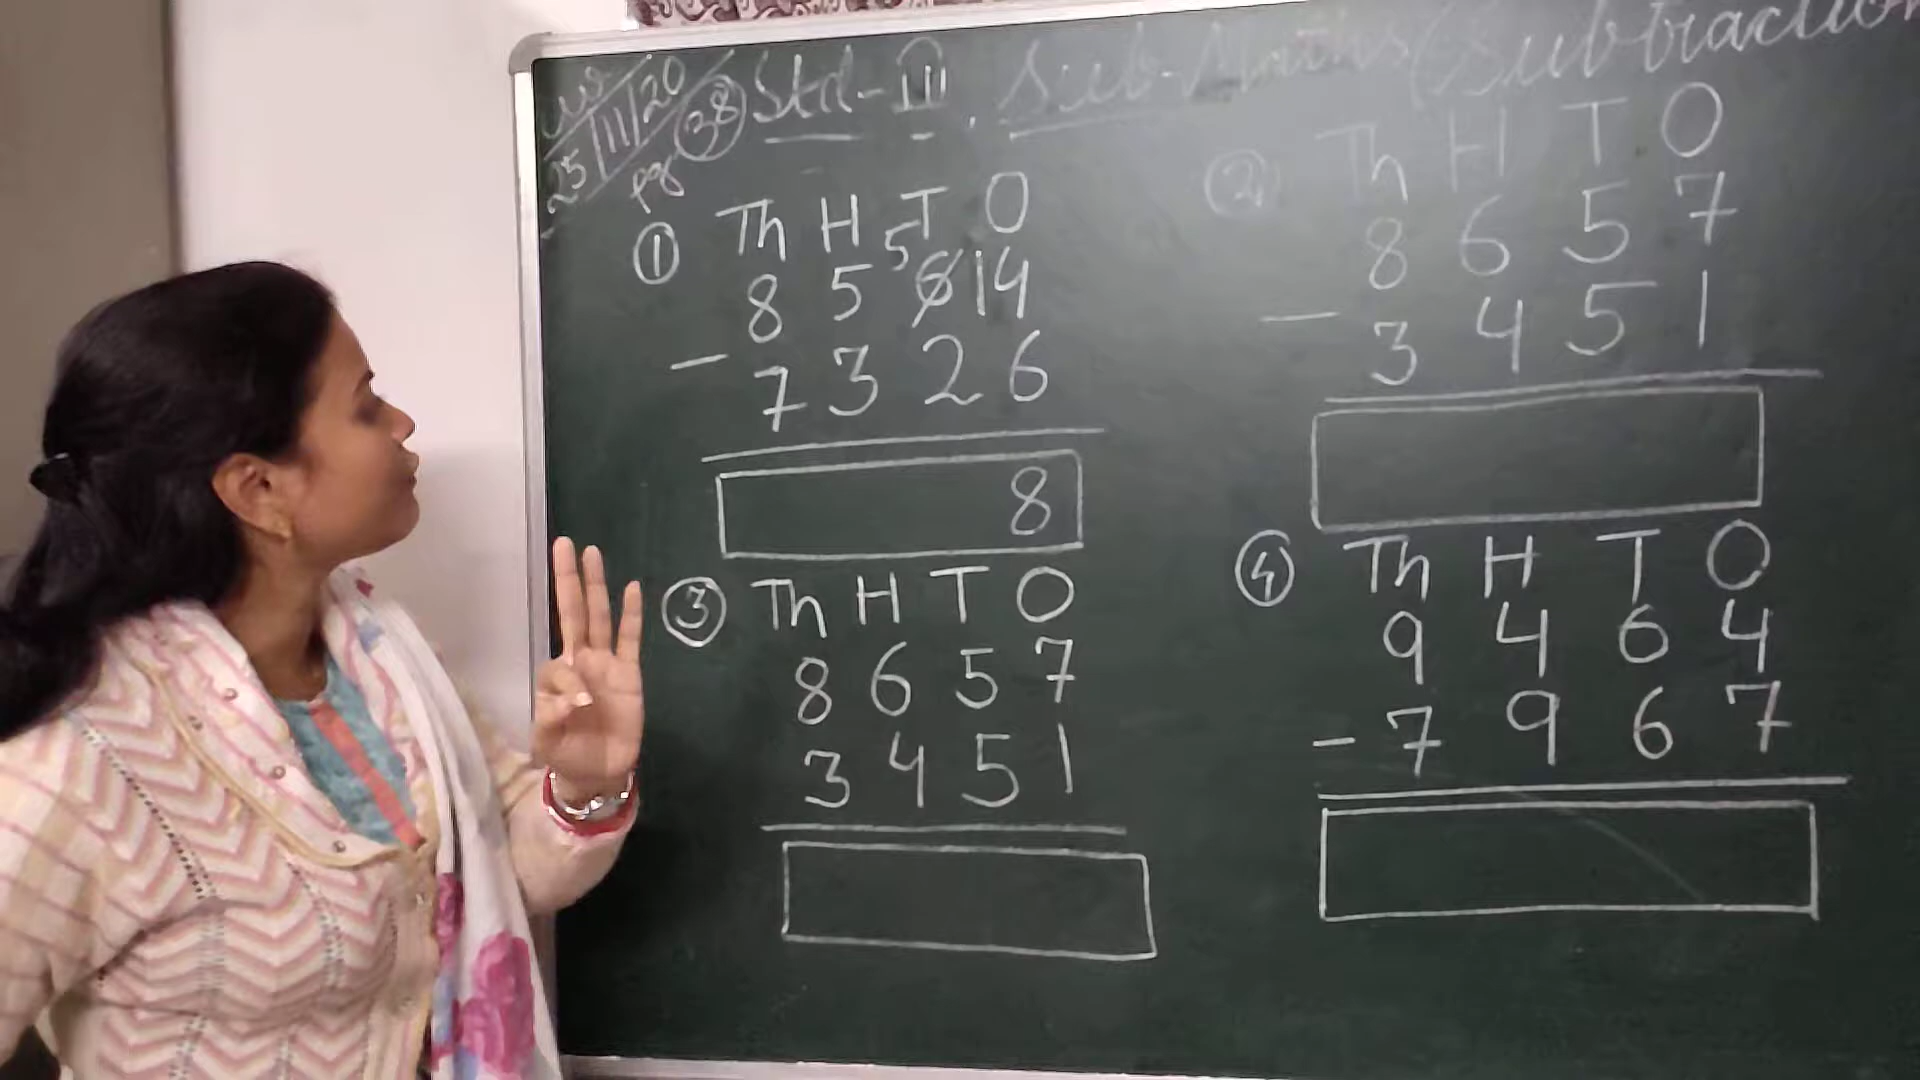 25/11/20
Pg 38 Std-III. Sub-Maths (Subtraction
① Th H T O
5
8 5 6 14
- 7 3 2 6
8
② Th H T O
8 6 5 7
- 3 4 5 1
③ Th H T O
8 6 5 7
3 4 5 1
④ Th H T O
9 4 6 4
- 7 9 6 7